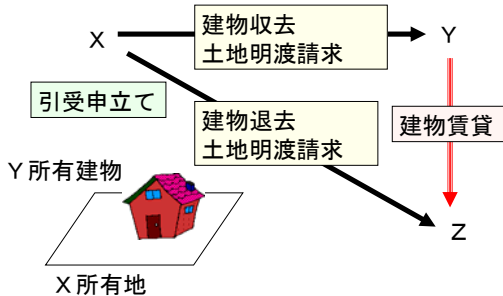 建物収去
土地明渡請求
X
Y
引受申立て
建物退去
土地明渡請求
建物賃貸
Y所有建物
Z
X所有地